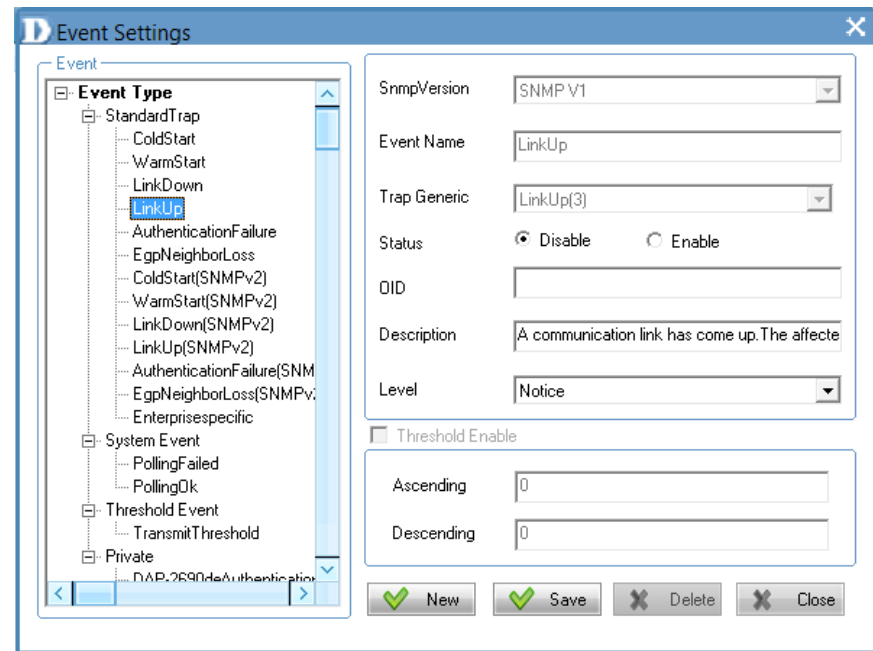 Event Settings
Event
Event Type
StandardTrap
ColdStart
WarmStart
LinkDown
LinkUp
AuthenticationFailure
EgpNeighborLoss
ColdStart(SNMPv2)
WarmStart(SNMPv2)
LinkDown(SNMPv2)
LinkUp(SNMPv2)
AuthenticationFailure(SNM
EgpNeighborLoss(SNMPv2
Enterprisespecific
System Event
PollingFailed
PollingOk
Threshold Event
TransmitThreshold
Private
DAP-2690deAuthentication
SnmpVersion SNMP V1
Event Name LinkUp
Trap Generic LinkUp(3)
Status Disable Enable
OID
Description A communication link has come up.The affecte
Level Notice
Threshold Enable
Ascending 0
Descending 0
New Save Delete Close